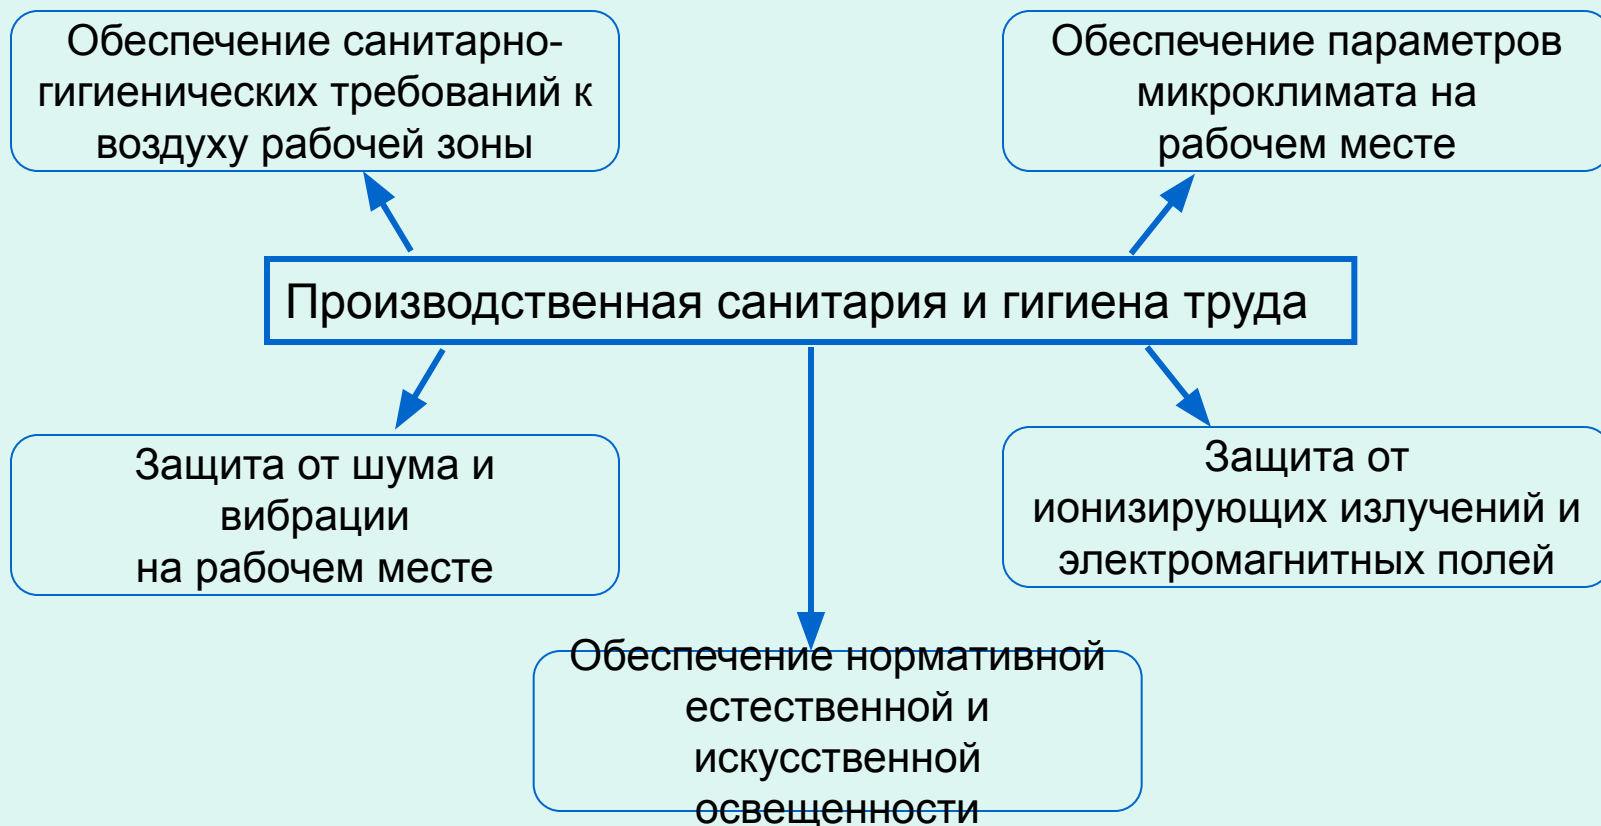 Обеспечение санитарно-
гигиенических требований к
воздуху рабочей зоны
Обеспечение параметров
микроклимата на
рабочем месте
Производственная санитария и гигиена труда
Защита от шума и
вибрации
на рабочем месте
Защита от
ионизирующих излучений и
электромагнитных полей
Обеспечение нормативной
естественной и
искусственной
освещенности